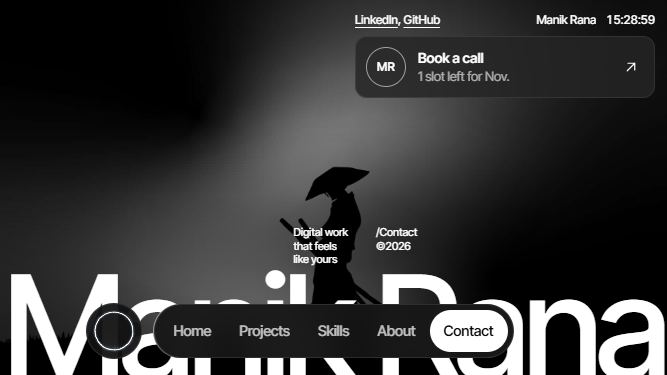 LinkedIn, GitHub
Manik Rana 15:28:59
MR
Book a call
1 slot left for Nov.
Digital work
that feels
like yours
/Contact
©2026
Manik Rana
Home Projects Skills About Contact